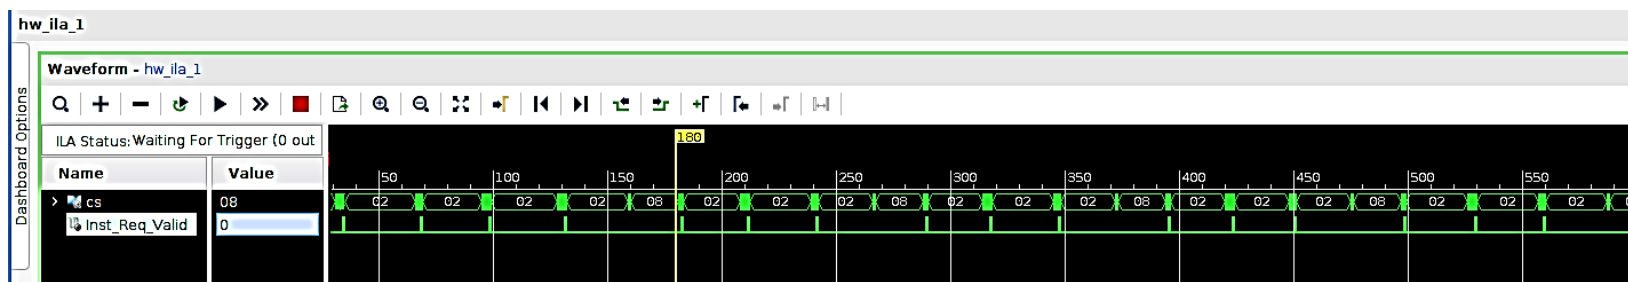 hw_ila_1
Dashboard Options
Waveform - hw_ila_1
ILA Status: Waiting For Trigger (0 out
180
Name Value
50 100 150 200 250 300 350 400 450 500 550
cs 08 02 02 02 02 02 08 02 02 02 02 08 02 02 02 08 02 02 02 08 02 02 02
Inst_Req_Valid 0